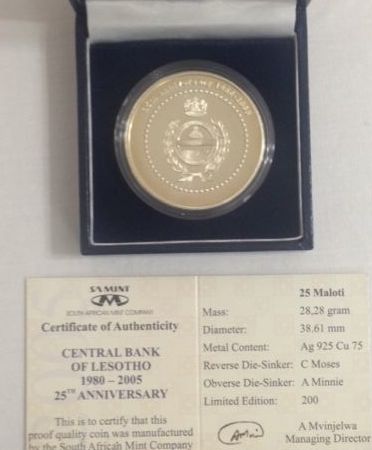 SA MINT
SOUTH AFRICAN MINT COMPANY
Certificate of Authenticity
CENTRAL BANK
OF LESOTHO
1980 – 2005
25TH ANNIVERSARY
This is to certify that this
proof quality coin was manufactured
by the South African Mint Company
25 Maloti
Mass: 28,28 gram
Diameter: 38.61 mm
Metal Content: Ag 925 Cu 75
Reverse Die-Sinker: C Moses
Obverse Die-Sinker: A Minnie
Limited Edition: 200
A Mvinjelwa
Managing Director